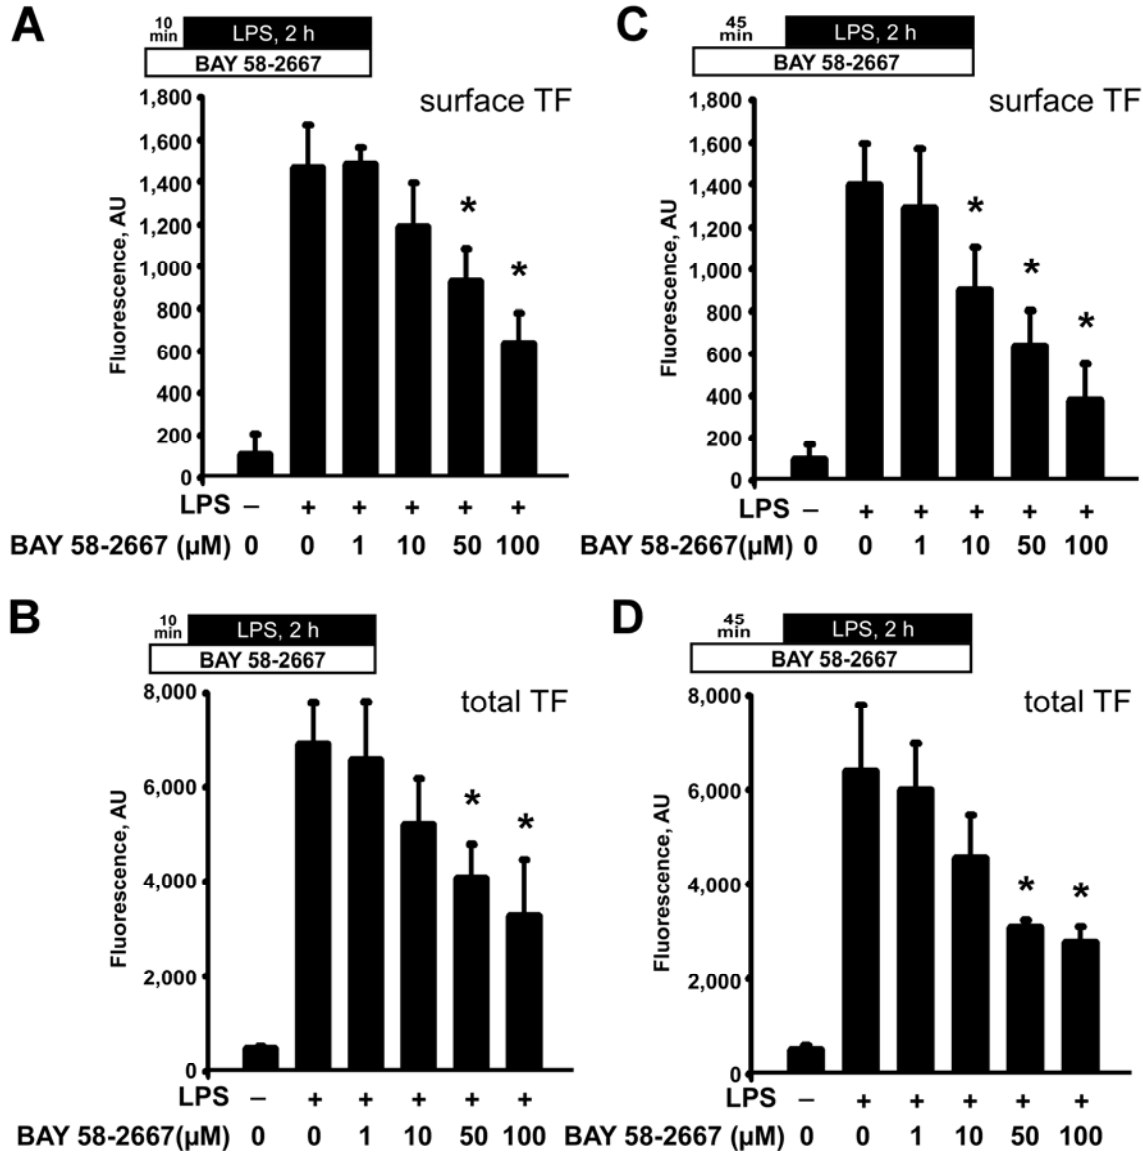 A
10 min
LPS, 2 h
BAY 58-2667
surface TF
1,800
1,600
1,400
1,200
1,000
800
600
400
200
0
Fluorescence, AU
*
*
LPS – + + + + +
BAY 58-2667 (µM) 0 0 1 10 50 100
C
45 min
LPS, 2 h
BAY 58-2667
surface TF
1,800
1,600
1,400
1,200
1,000
800
600
400
200
0
Fluorescence, AU
*
*
*
LPS – + + + + +
BAY 58-2667(µM) 0 0 1 10 50 100
B
10 min
LPS, 2 h
BAY 58-2667
total TF
8,000
6,000
4,000
2,000
0
Fluorescence, AU
*
*
LPS – + + + + +
BAY 58-2667(µM) 0 0 1 10 50 100
D
45 min
LPS, 2 h
BAY 58-2667
total TF
8,000
6,000
4,000
2,000
0
Fluorescence, AU
*
*
LPS – + + + + +
BAY 58-2667 (µM) 0 0 1 10 50 100